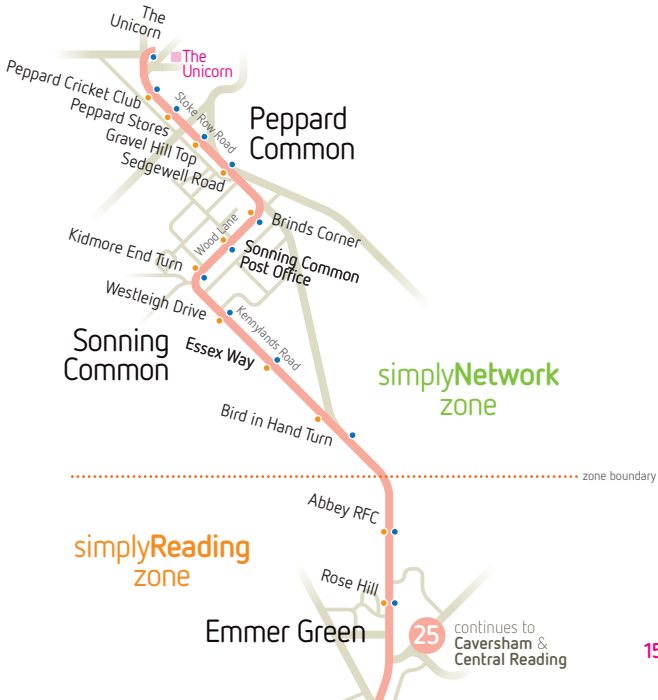 The
Unicorn
The
Unicorn
Peppard Cricket Club
Peppard Stores
Gravel Hill Top
Sedgewell Road
Stoke Row Road
Peppard
Common
Brinds Corner
Wood Lane
Sonning Common
Post Office
Kidmore End Turn
Westleigh Drive
Kennylands Road
Sonning
Common
Essex Way
simplyNetwork
zone
Bird in Hand Turn
zone boundary
Abbey RFC
simplyReading
zone
Rose Hill
Emmer Green
25
continues to
Caversham &
Central Reading
15